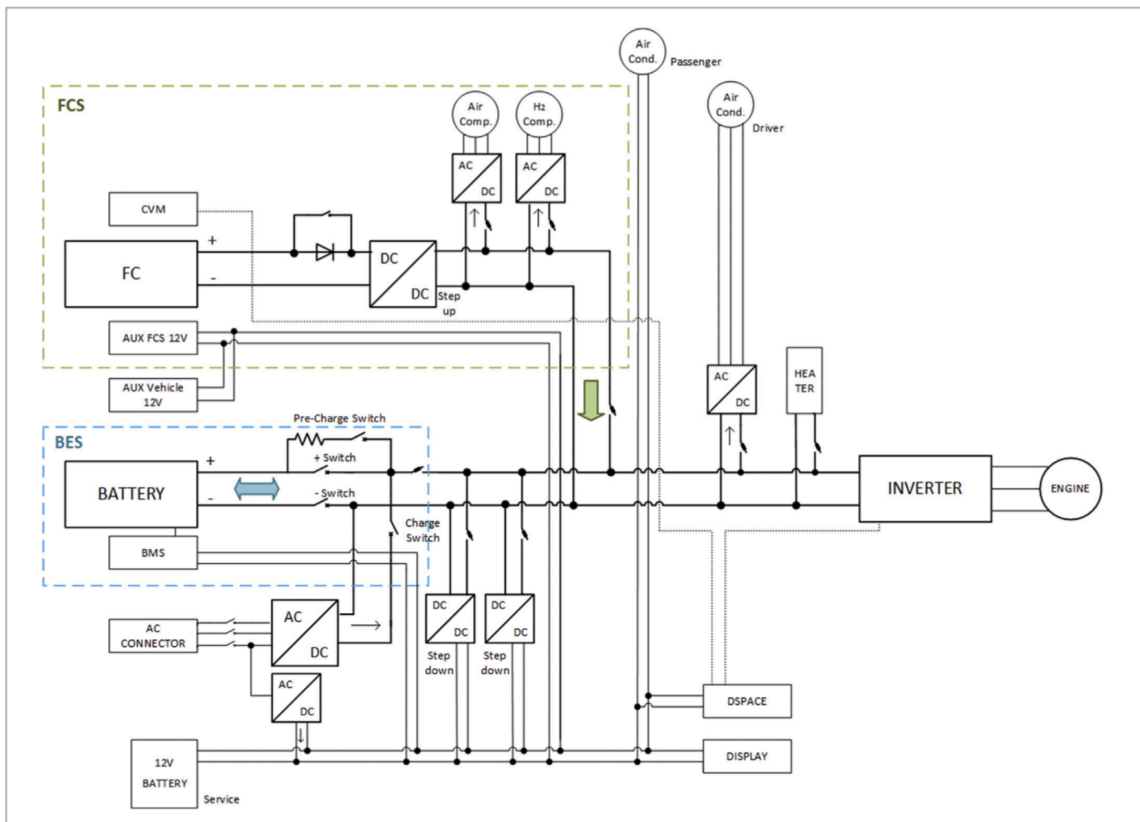 Air
Cond.
Passenger
FCS
Air
Comp.
H2
Comp.
Air
Cond.
Driver
AC
DC
AC
DC
CVM
+
FC
-
DC
DC
Step
up
AUX FCS 12V
AUX Vehicle
12V
AC
DC
HEA
TER
Pre-Charge Switch
BES
+
+ Switch
BATTERY
-
- Switch
Charge
Switch
INVERTER
ENGINE
BMS
AC
CONNECTOR
AC
DC
DC
DC
Step
down
DC
DC
Step
down
AC
DC
DSPACE
12V
BATTERY
Service
DISPLAY